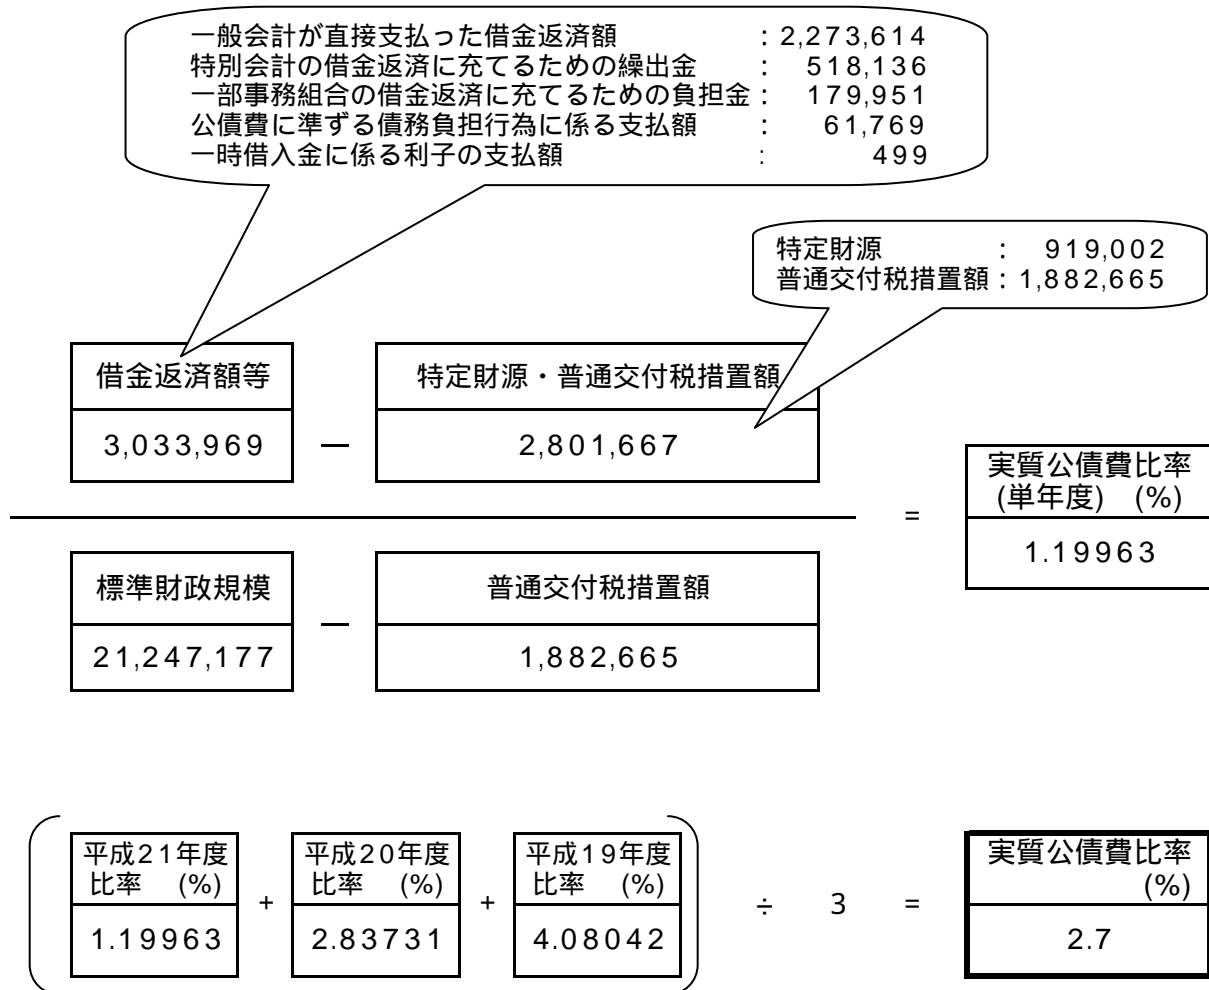 一般会計が直接支払った借金返済額 : 2,273,614
特別会計の借金返済に充てるための繰出金 : 518,136
一部事務組合の借金返済に充てるための負担金 : 179,951
公債費に準ずる債務負担行為に係る支払額 : 61,769
一時借入金に係る利子の支払額 : 499
特定財源 : 919,002
普通交付税措置額 : 1,882,665
借金返済額等 特定財源・普通交付税措置額
3,033,969 － 2,801,667
実質公債費比率
(単年度) (%)
=
1.19963
標準財政規模 － 普通交付税措置額
21,247,177 1,882,665
平成21年度 平成20年度 平成19年度 実質公債費比率
比率 (%) + 比率 (%) + 比率 (%) ÷ 3 = (%)
1.19963 2.83731 4.08042 2.7